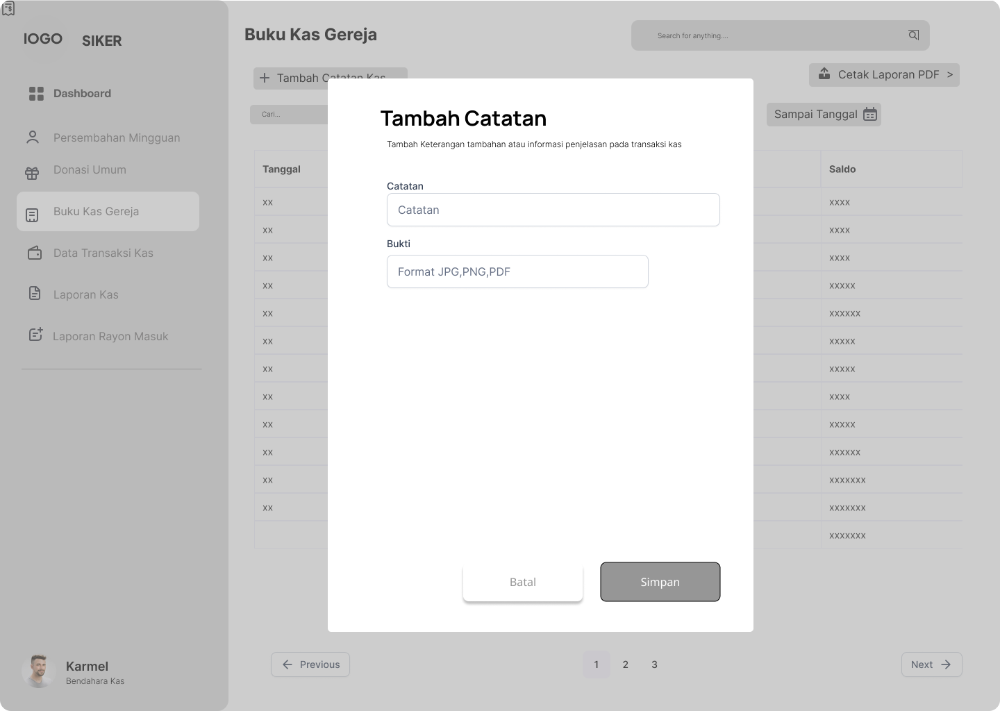 lOGO
SIKER
Dashboard
Persembahan Mingguan
Donasi Umum
Buku Kas Gereja
Data Transaksi Kas
Laporan Kas
Laporan Rayon Masuk
Karmel
Bendahara Kas
Buku Kas Gereja
Search for anything....
Tambah Catatan Kas
Cetak Laporan PDF >
Cari...
Sampai Tanggal
Tanggal
Saldo
xx
xxxx
xx
xxxx
xx
xxxx
xx
xxxxx
xx
xxxxxx
xx
xxxxx
xx
xxxxx
xx
xxxx
xx
xxxxx
xx
xxxxxx
xx
xxxxxxx
xx
xxxxxxx
xxxxxxx
Tambah Catatan
Tambah Keterangan tambahan atau informasi penjelasan pada transaksi kas
Catatan
Catatan
Bukti
Format JPG,PNG,PDF
Batal
Simpan
Previous
1
2
3
Next